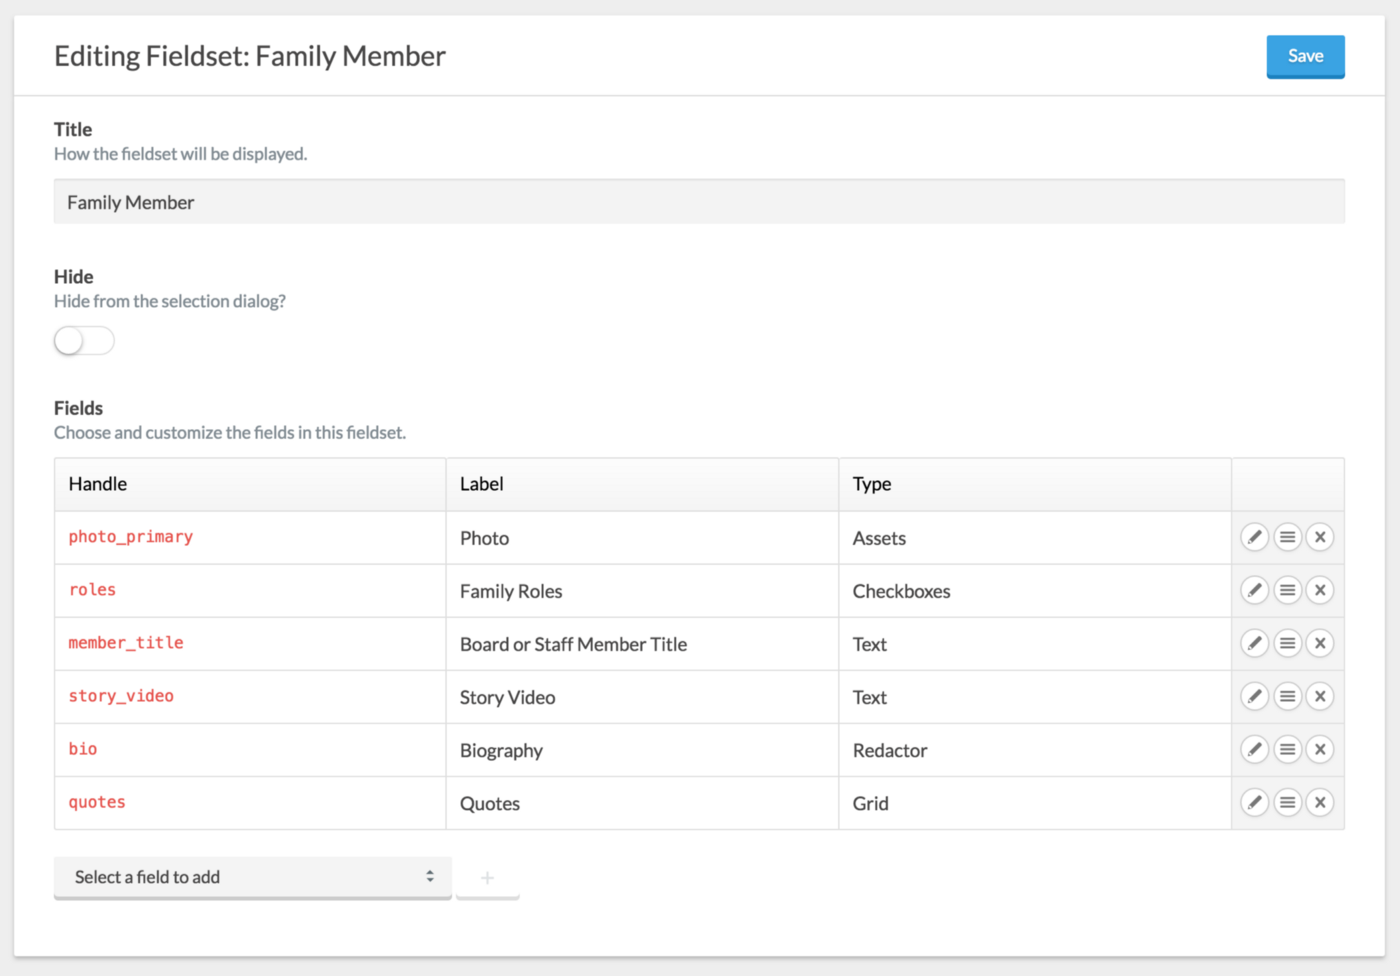 Editing Fieldset: Family Member
Save
Title
How the fieldset will be displayed.
Family Member
Hide
Hide from the selection dialog?
Fields
Choose and customize the fields in this fieldset.
Handle Label Type
photo_primary Photo Assets
roles Family Roles Checkboxes
member_title Board or Staff Member Title Text
story_video Story Video Text
bio Biography Redactor
quotes Quotes Grid
Select a field to add +